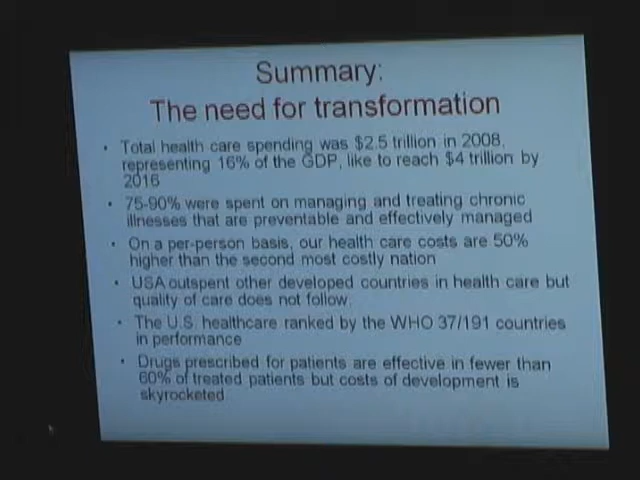 Summary:
The need for transformation
• Total health care spending was $2.5 trillion in 2008,
representing 16% of the GDP, like to reach $4 trillion by
2016
• 75-90% were spent on managing and treating chronic
illnesses that are preventable and effectively managed
• On a per-person basis, our health care costs are 50%
higher than the second most costly nation
• USA outspent other developed countries in health care but
quality of care does not follow.
• The U.S. healthcare ranked by the WHO 37/191 countries
in performance
• Drugs prescribed for patients are effective in fewer than
60% of treated patients but costs of development is
skyrocketed